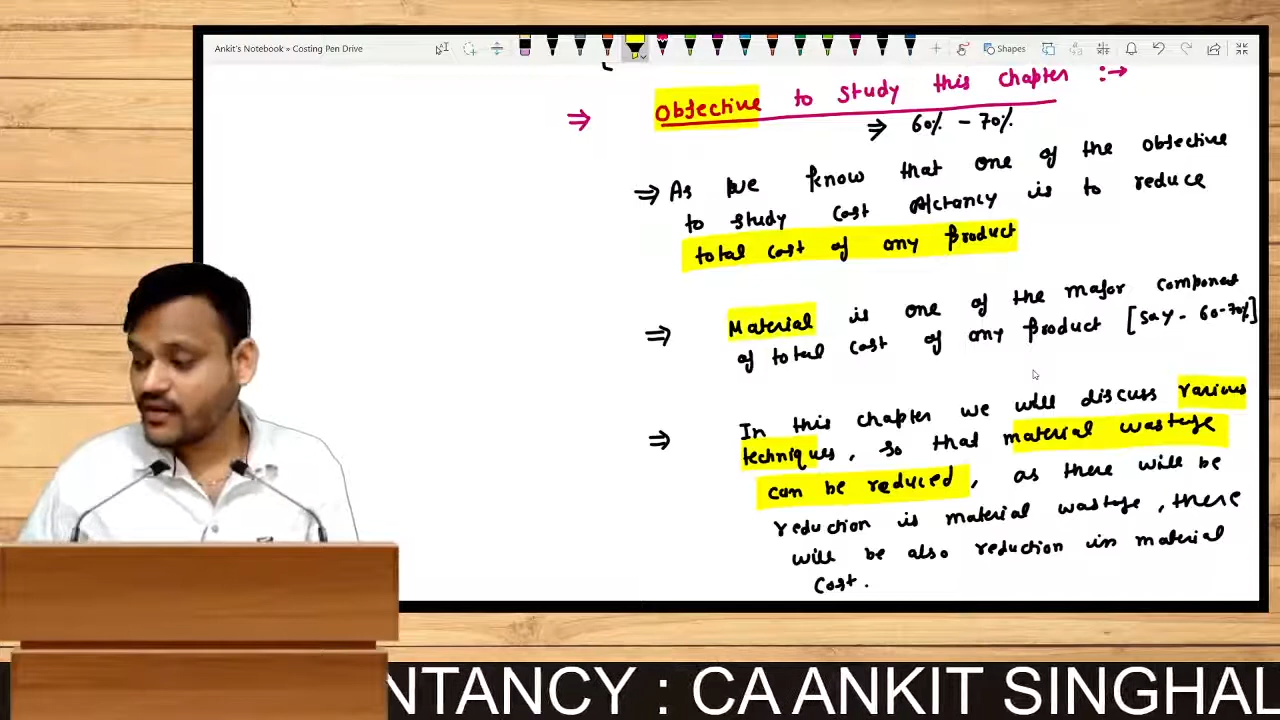 Ankit's Notebook » Costing Pen Drive
Shapes
⇒ Objective to study this chapter :→
⇒ 60% - 70%
⇒ As we know that one of the objective
to study cost A/ctancy is to reduce
total cost of any product
⇒ Material is one of the major component
of total cost of any product [say - 60-70%]
⇒ In this chapter we will discuss various
techniques, so that material wastage
can be reduced, as there will be
reduction is material wastage, there
will be also reduction in material
cost.
NTANCY : CA ANKIT SINGHAL